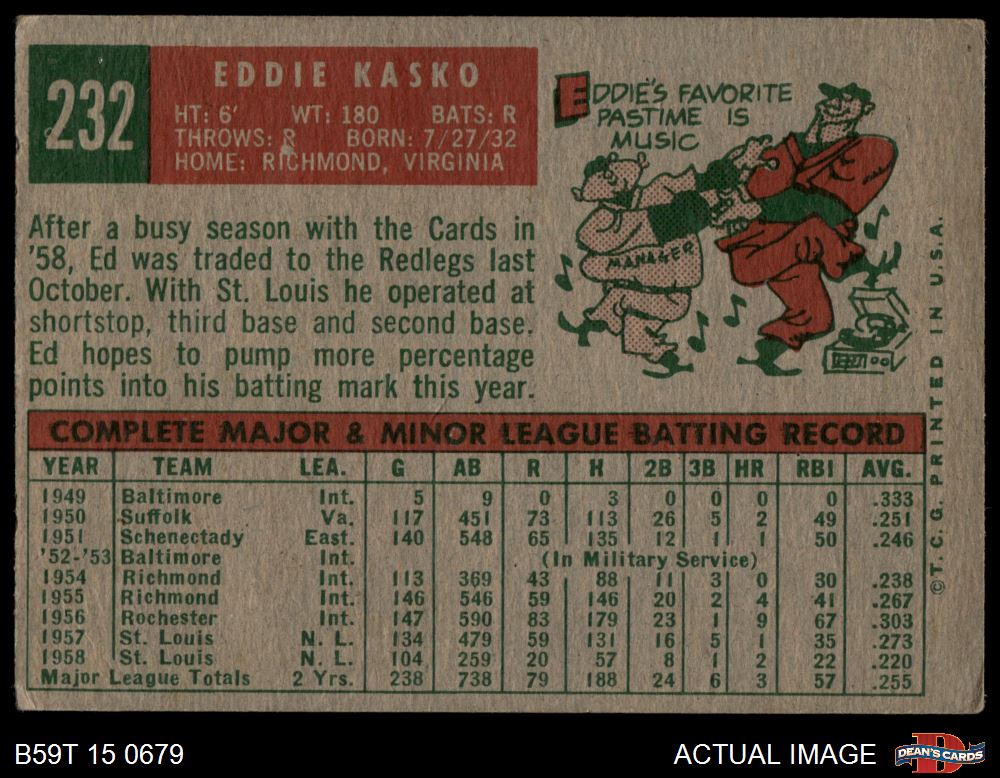 232
EDDIE KASKO
HT: 6' WT: 180 BATS: R
THROWS: R BORN: 7/27/32
HOME: RICHMOND, VIRGINIA
EDDIE'S FAVORITE
PASTIME IS
MUSIC
MANAGER
After a busy season with the Cards in
'58, Ed was traded to the Redlegs last
October. With St. Louis he operated at
shortstop, third base and second base.
Ed hopes to pump more percentage
points into his batting mark this year.
COMPLETE MAJOR & MINOR LEAGUE BATTING RECORD
YEAR TEAM LEA. G AB R H 2B 3B HR RBI AVG.
1949 Baltimore Int. 5 9 0 3 0 0 0 0 .333
1950 Suffolk Va. 117 451 73 113 26 5 2 49 .251
1951 Schenectady East. 140 548 65 135 12 1 1 50 .246
'52-'53 Baltimore Int. (In Military Service)
1954 Richmond Int. 113 369 43 88 11 3 0 30 .238
1955 Richmond Int. 146 546 59 146 20 2 4 41 .267
1956 Rochester Int. 147 590 83 179 23 1 9 67 .303
1957 St. Louis N. L. 134 479 59 131 16 5 1 35 .273
1958 St. Louis N. L. 104 259 20 57 8 1 2 22 .220
Major League Totals 2 Yrs. 238 738 79 188 24 6 3 57 .255
©T. C. G. PRINTED IN U.S.A.
B59T 15 0679
ACTUAL IMAGE
DEAN'S CARDS